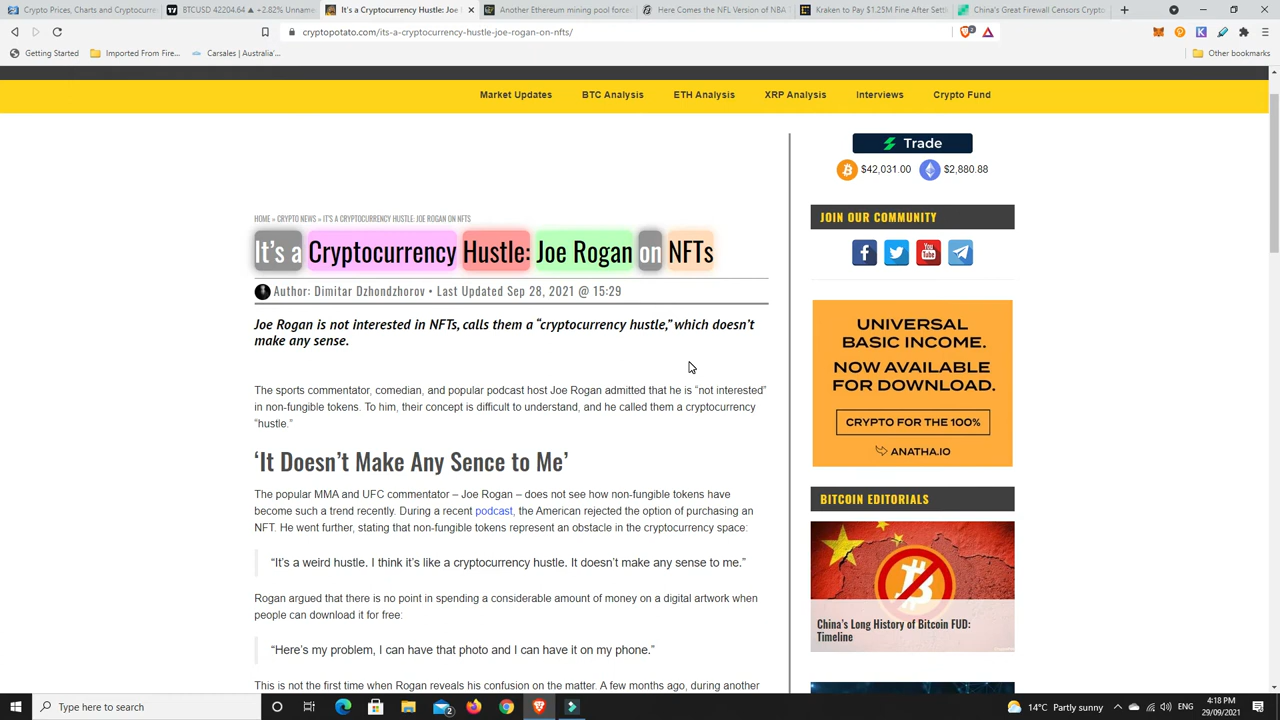 Crypto Prices, Charts and Cryptocurr
BTCUSD 42204.64 ▲ +2.82% Unname
It's a Cryptocurrency Hustle: Joe
Another Ethereum mining pool forced
Here Comes the NFL Version of NBA
Kraken to Pay $1.25M Fine After Sett
China's Great Firewall Censors Crypto
cryptopotato.com/its-a-cryptocurrency-hustle-joe-rogan-on-nfts/
Getting Started
Imported From Fire...
Carsales | Australia'...
Other bookmarks
Market Updates
BTC Analysis
ETH Analysis
XRP Analysis
Interviews
Crypto Fund
Trade
$42,031.00
$2,880.88
HOME » CRYPTO NEWS » IT'S A CRYPTOCURRENCY HUSTLE: JOE ROGAN ON NFTS
It's a Cryptocurrency Hustle: Joe Rogan on NFTs
Author: Dimitar Dzhondzhorov • Last Updated Sep 28, 2021 @ 15:29
Joe Rogan is not interested in NFTs, calls them a “cryptocurrency hustle,” which doesn't
make any sense.
The sports commentator, comedian, and popular podcast host Joe Rogan admitted that he is “not interested”
in non-fungible tokens. To him, their concept is difficult to understand, and he called them a cryptocurrency
“hustle.”
‘It Doesn't Make Any Sence to Me’
The popular MMA and UFC commentator – Joe Rogan – does not see how non-fungible tokens have
become such a trend recently. During a recent podcast, the American rejected the option of purchasing an
NFT. He went further, stating that non-fungible tokens represent an obstacle in the cryptocurrency space:
“It's a weird hustle. I think it's like a cryptocurrency hustle. It doesn't make any sense to me.”
Rogan argued that there is no point in spending a considerable amount of money on a digital artwork when
people can download it for free:
“Here's my problem, I can have that photo and I can have it on my phone.”
This is not the first time when Rogan reveals his confusion on the matter. A few months ago, during another
JOIN OUR COMMUNITY
You
Tube
UNIVERSAL
BASIC INCOME.
NOW AVAILABLE
FOR DOWNLOAD.
CRYPTO FOR THE 100%
ANATHA.IO
BITCOIN EDITORIALS
China's Long History of Bitcoin FUD:
Timeline
Type here to search
14°C Partly sunny
ENG
4:18 PM
29/09/2021